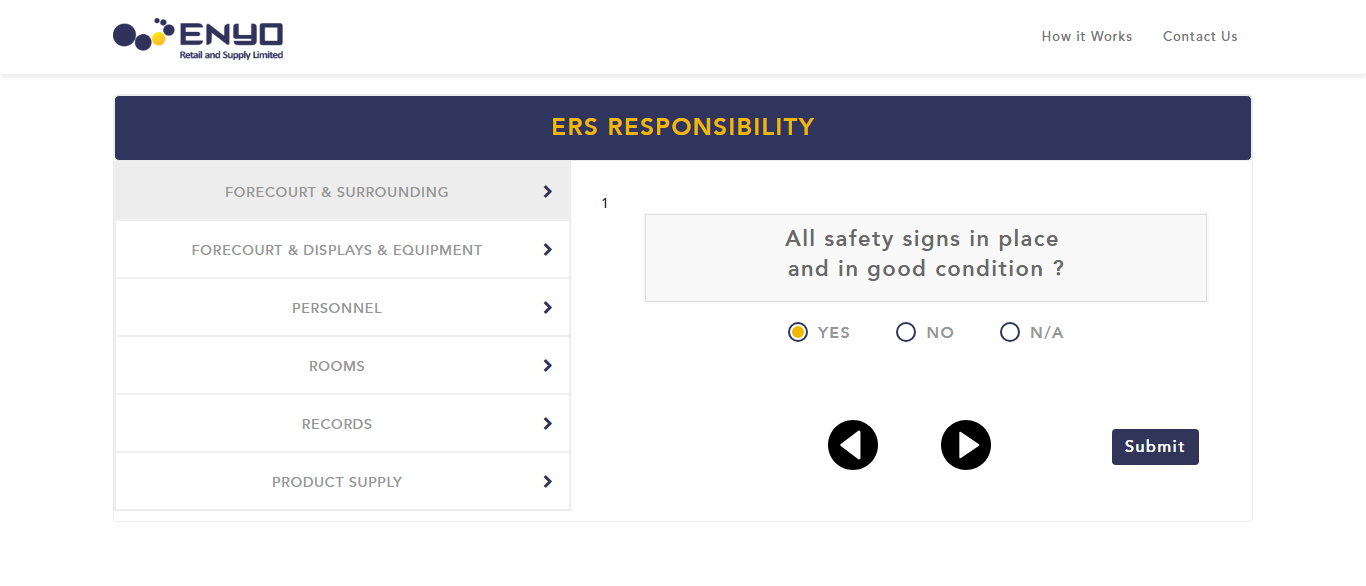 ENYO
Retail and Supply Limited
How it Works
Contact Us
ERS RESPONSIBILITY
FORECOURT & SURROUNDING
FORECOURT & DISPLAYS & EQUIPMENT
PERSONNEL
ROOMS
RECORDS
PRODUCT SUPPLY
1
All safety signs in place
and in good condition ?
YES
NO
N/A
Submit